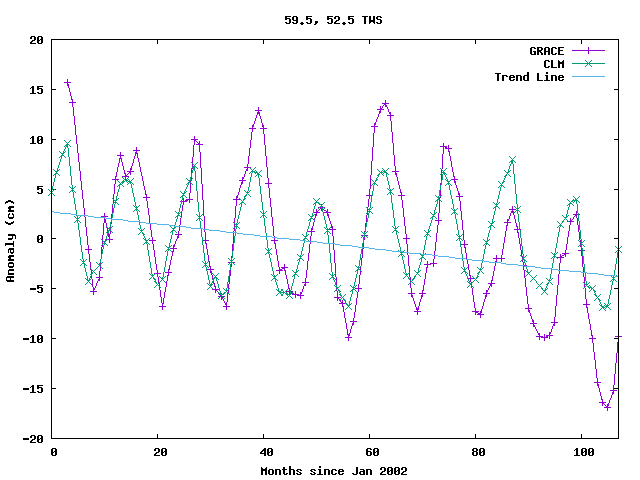 59.5, 52.5 TWS
GRACE
CLM
Trend Line
20
15
10
5
0
-5
-10
-15
-20
Anomaly (cm)
0 20 40 60 80 100
Months since Jan 2002